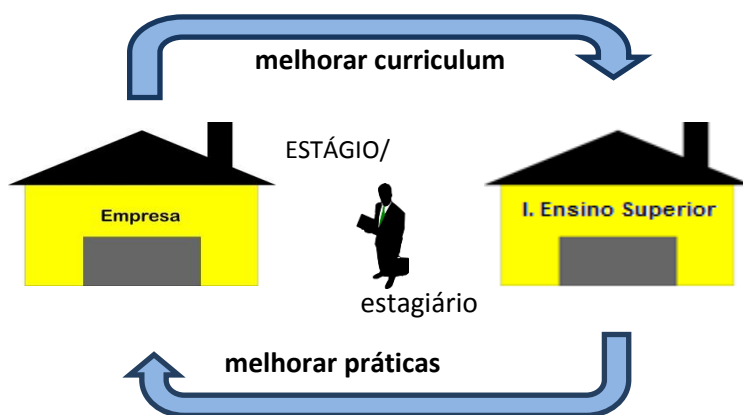 melhorar curriculum
ESTÁGIO/
Empresa
I. Ensino Superior
estagiário
melhorar práticas